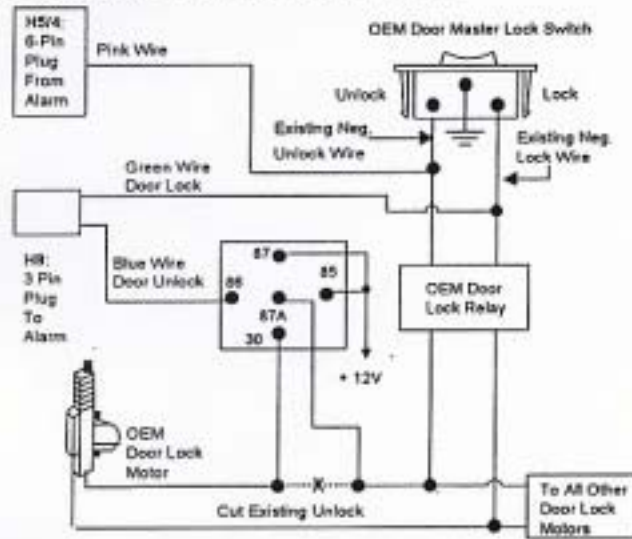 H5/4:
6-Pin
Plug
From
Alarm
Pink Wire
OEM Door Master Lock Switch
Unlock
Lock
Existing Neg.
Unlock Wire
Existing Neg.
Lock Wire
Green Wire
Door Lock
H8:
3 Pin
Plug
To
Alarm
Blue Wire
Door Unlock
87
86
85
87A
30
+ 12V
OEM Door
Lock Relay
OEM
Door Lock
Motor
X
Cut Existing Unlock
To All Other
Door Lock
Motors